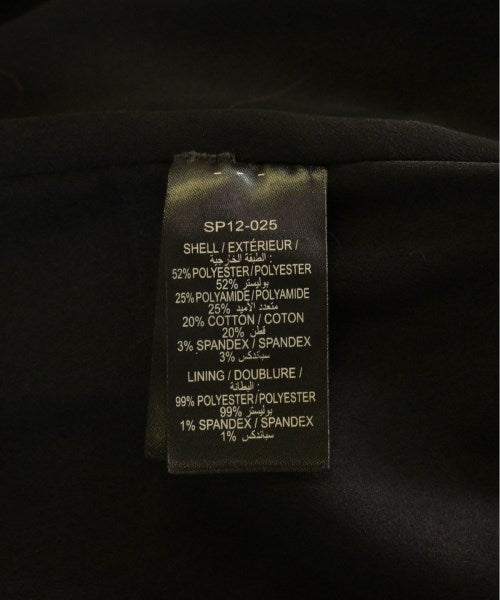 SP12-025
SHELL / EXTÉRIEUR /
الطبقة الخارجية :
52% POLYESTER/POLYESTER
بوليستر 52%
25% POLYAMIDE/POLYAMIDE
متعدد الأميد 25%
20% COTTON / COTON
قطن 20%
3% SPANDEX / SPANDEX
سباندكس 3%
LINING / DOUBLURE /
البطانة :
99% POLYESTER/POLYESTER
بوليستر 99%
1% SPANDEX / SPANDEX
سباندكس 1%